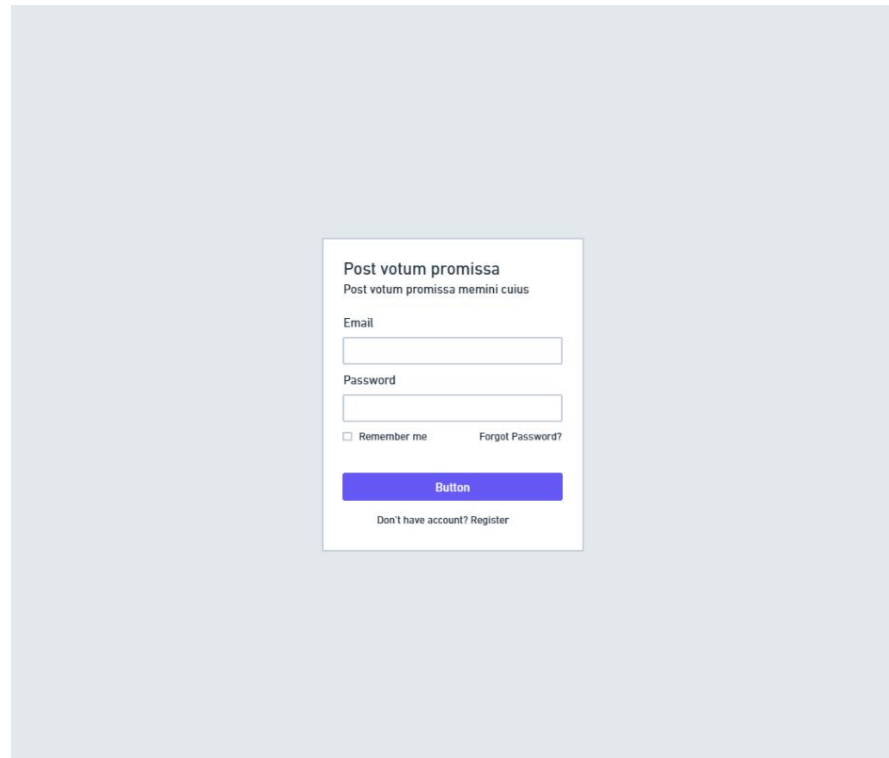 Post votum promissa
Post votum promissa memini cuius
Email
Password
Remember me Forgot Password?
Button
Don't have account? Register